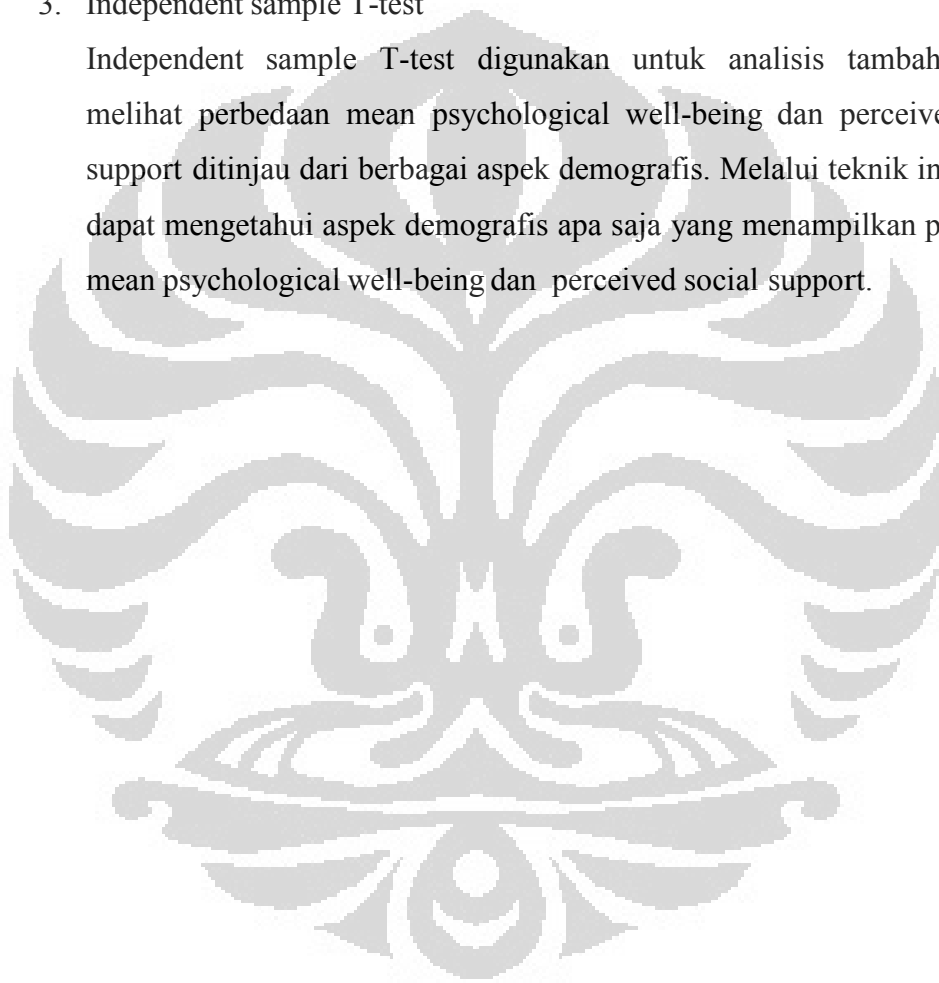 3. Independent sample T-test
Independent sample T-test digunakan untuk analisis tambah
melihat perbedaan mean psychological well-being dan perceive
support ditinjau dari berbagai aspek demografis. Melalui teknik in
dapat mengetahui aspek demografis apa saja yang menampilkan p
mean psychological well-being dan perceived social support.